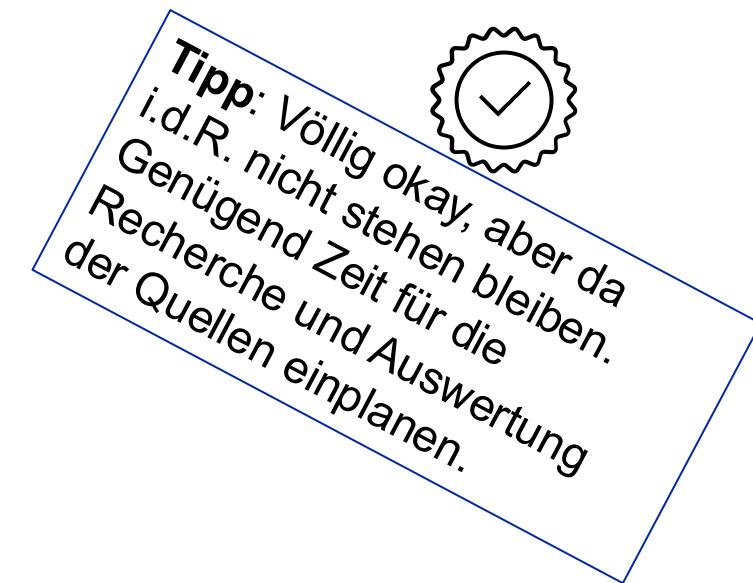 Tipp: Völlig okay, aber da
i.d.R. nicht stehen bleiben.
Genügend Zeit für die
Recherche und Auswertung
der Quellen einplanen.